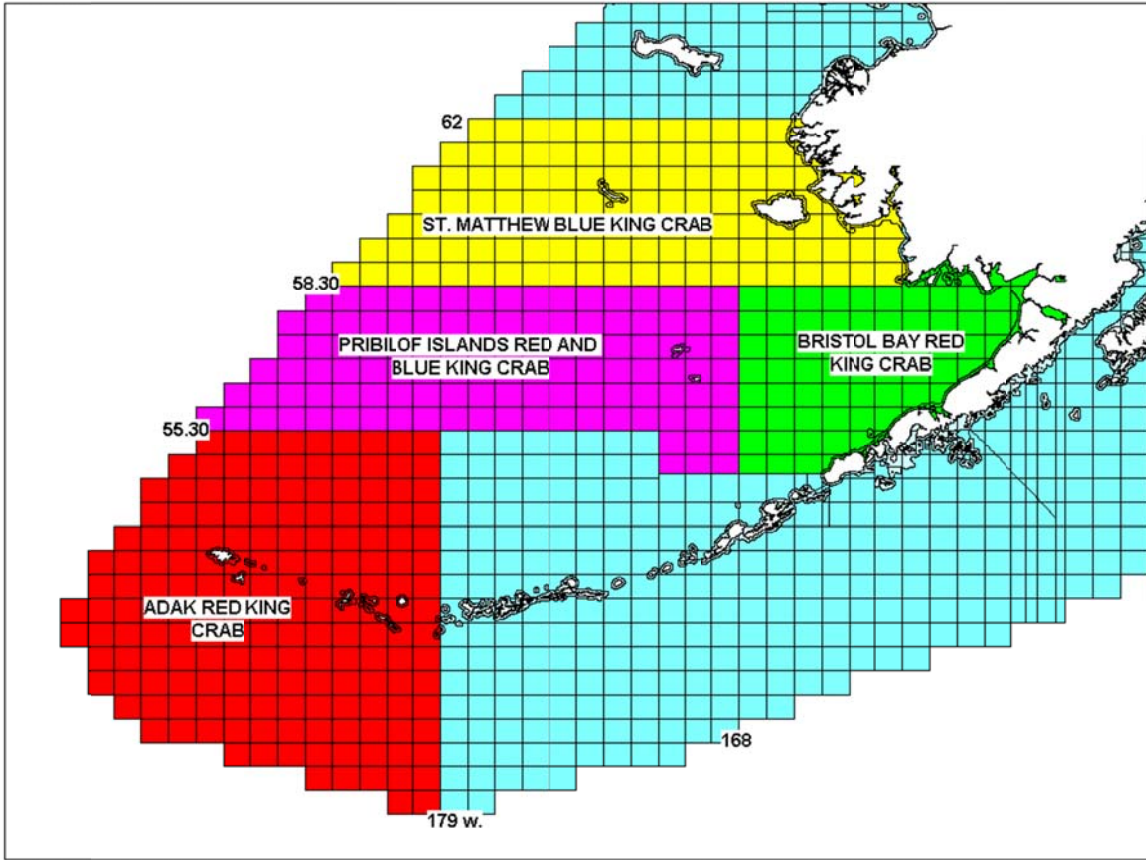 62
ST. MATTHEW BLUE KING CRAB
58.30
PRIBILOF ISLANDS RED AND
BLUE KING CRAB
BRISTOL BAY RED
KING CRAB
55.30
ADAK RED KING
CRAB
168
179 w.